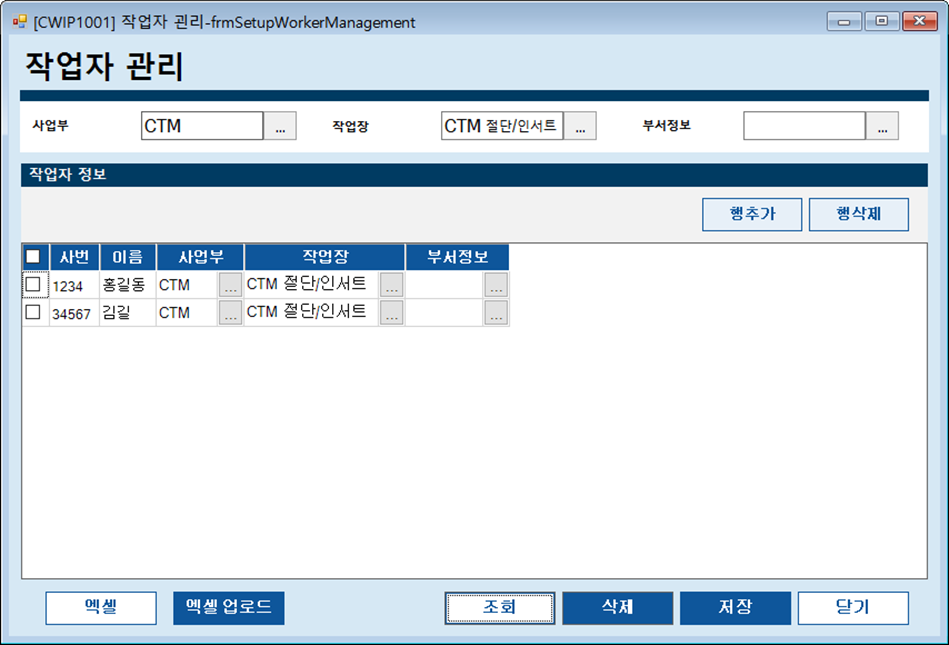 [CWIP1001] 작업자 관리-frmSetupWorkerManagement
작업자 관리
사업부 CTM ... 작업장 CTM 절단/인서트 ... 부서정보 ...
작업자 정보
행추가 행삭제
사번 이름 사업부 작업장 부서정보
1234 홍길동 CTM ... CTM 절단/인서트 ... ...
34567 김길 CTM ... CTM 절단/인서트 ... ...
엑셀 엑셀 업로드 조회 삭제 저장 닫기